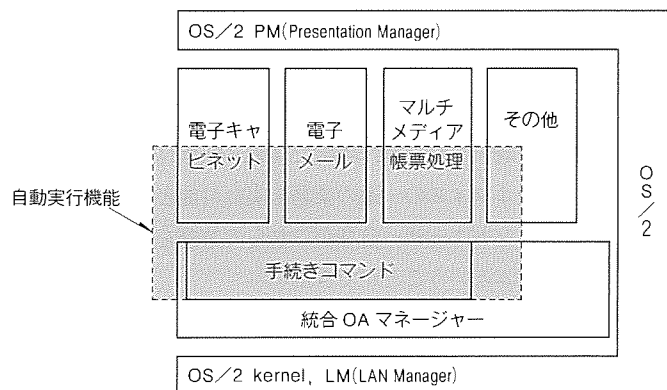 OS／2 PM(Presentation Manager)
電子キャ
ビネット
電子
メール
マルチ
メディア
帳票処理
その他
OS／2
自動実行機能
手続きコマンド
統合OAマネージャー
OS／2 kernel, LM(LAN Manager)